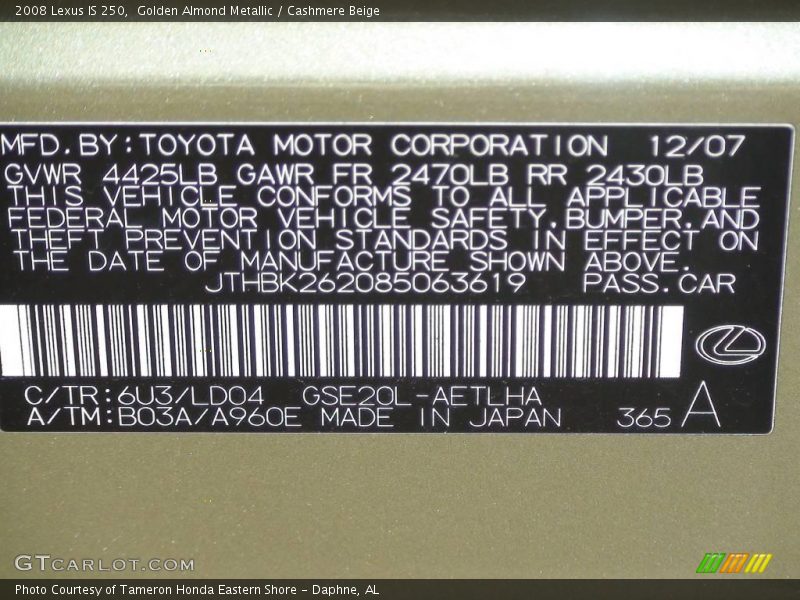 2008 Lexus IS 250,  Golden Almond Metallic / Cashmere Beige
MFD.BY:TOYOTA MOTOR CORPORATION 12/07
GVWR 4425LB GAWR FR 2470LB RR 2430LB
THIS VEHICLE CONFORMS TO ALL APPLICABLE
FEDERAL MOTOR VEHICLE SAFETY,BUMPER,AND
THEFT PREVENTION STANDARDS IN EFFECT ON
THE DATE OF MANUFACTURE SHOWN ABOVE.
JTHBK262085063619 PASS.CAR
C/TR:6U3/LD04 GSE20L-AETLHA
A/TM:B03A/A960E MADE IN JAPAN 365 A
GTCARLOT.COM
Photo Courtesy of Tameron Honda Eastern Shore - Daphne, AL